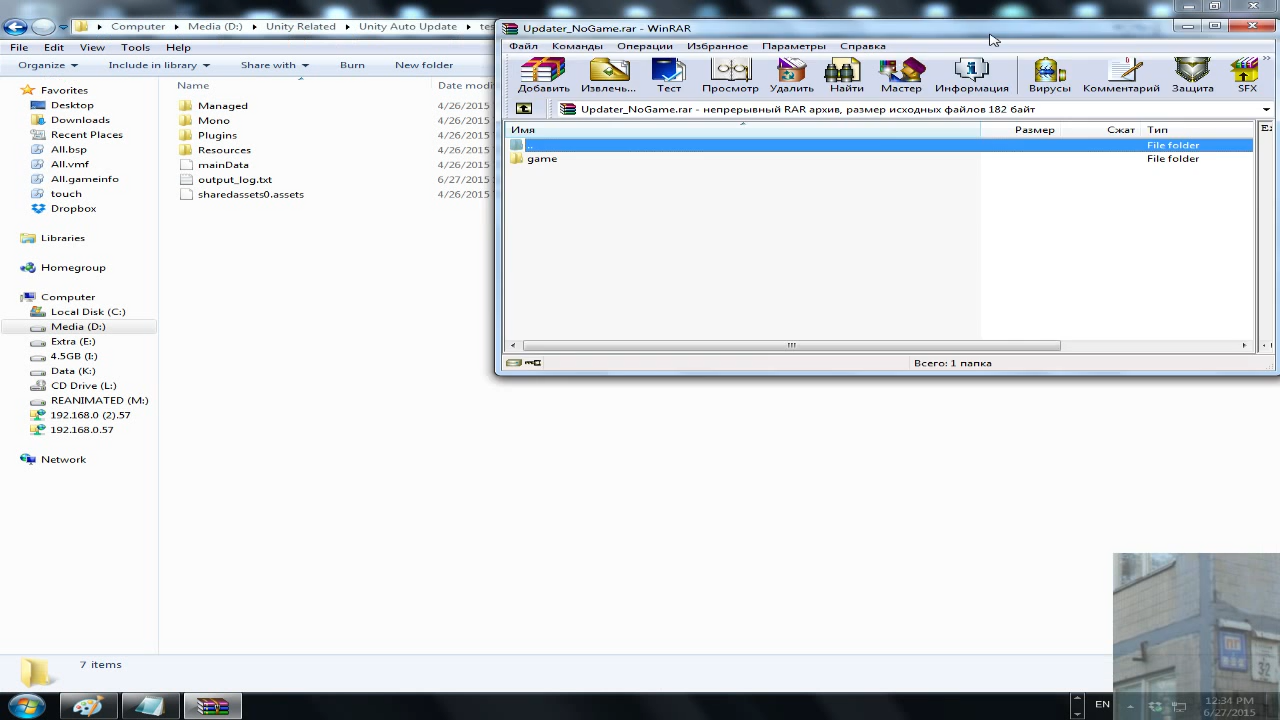 Computer Media (D:) Unity Related Unity Auto Update te
File Edit View Tools Help
Organize Include in library Share with Burn New folder
Favorites
Desktop
Downloads
Recent Places
All.bsp
All.vmf
All.gameinfo
touch
Dropbox
Libraries
Homegroup
Computer
Local Disk (C:)
Media (D:)
Extra (E:)
4.5GB (I:)
Data (K:)
CD Drive (L:)
REANIMATED (M:)
192.168.0 (2).57
192.168.0.57
Network
Name Date modi
Managed 4/26/2015
Mono 4/26/2015
Plugins 4/26/2015
Resources 4/26/2015
mainData 4/26/2015
output_log.txt 6/27/2015
sharedassets0.assets 4/26/2015
7 items
Updater_NoGame.rar - WinRAR
Файл Команды Операции Избранное Параметры Справка
Добавить Извлечь... Тест Просмотр Удалить Найти Мастер Информация Вирусы Комментарий Защита SFX
Updater_NoGame.rar - непрерывный RAR архив, размер исходных файлов 182 байт
Имя Размер Сжат Тип
.. File folder
game File folder
Всего: 1 папка
32
EN
12:34 PM
6/27/2015